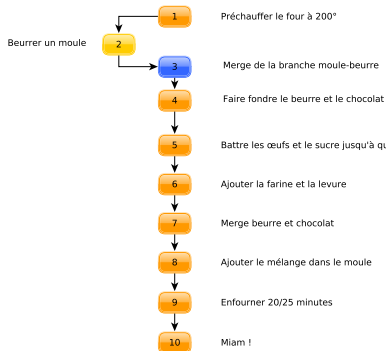 1 Préchauffer le four à 200°
Beurrer un moule 2
3 Merge de la branche moule-beurre
4 Faire fondre le beurre et le chocolat
5 Battre les œufs et le sucre jusqu'à
6 Ajouter la farine et la levure
7 Merge beurre et chocolat
8 Ajouter le mélange dans le moule
9 Enfourner 20/25 minutes
10 Miam !